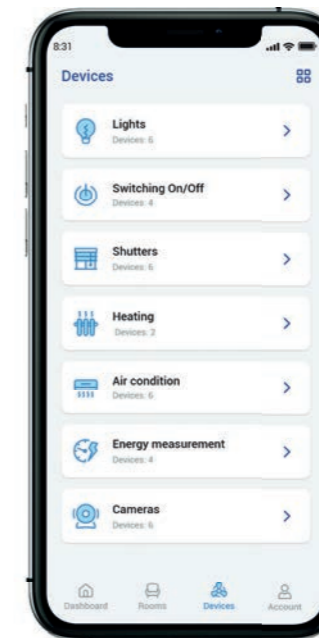 8:31
Devices
Lights
Devices: 6
Switching On/Off
Devices: 4
Shutters
Devices: 6
Heating
Devices: 2
Air condition
Devices: 6
Energy measurement
Devices: 4
Cameras
Devices: 6
Dashboard Rooms Devices Account